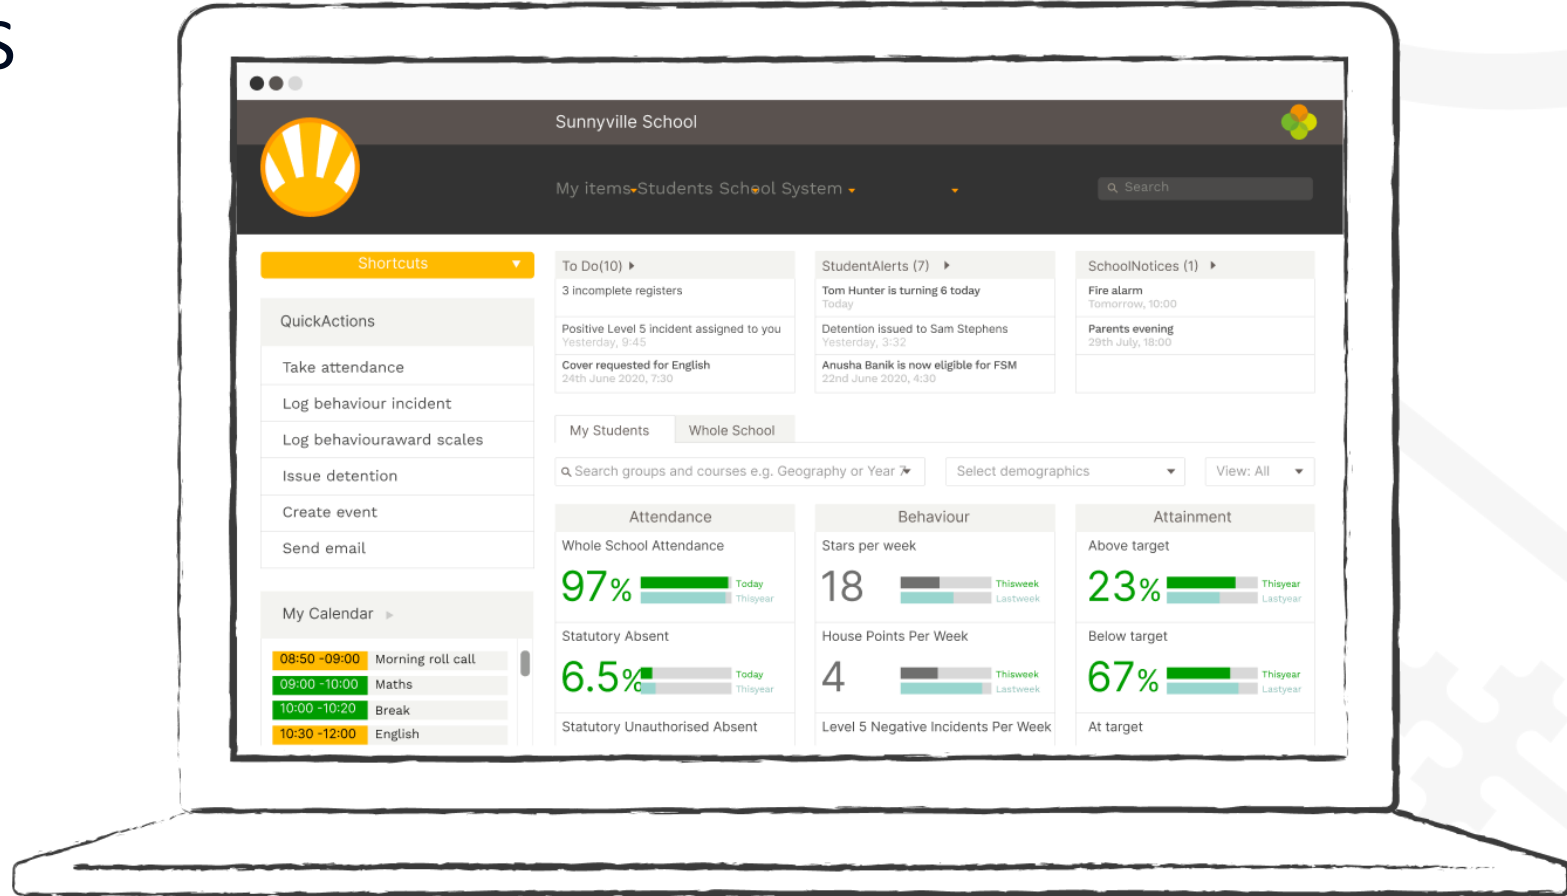 s
Sunnyville School
My items Students School System
Search
Shortcuts
QuickActions
Take attendance
Log behaviour incident
Log behaviouraward scales
Issue detention
Create event
Send email
My Calendar
08:50 -09:00 Morning roll call
09:00 -10:00 Maths
10:00 -10:20 Break
10:30 -12:00 English
To Do(10)
3 incomplete registers
Positive Level 5 incident assigned to you
Yesterday, 9:45
Cover requested for English
24th June 2020, 7:30
StudentAlerts (7)
Tom Hunter is turning 6 today
Today
Detention issued to Sam Stephens
Yesterday, 3:32
Anusha Banik is now eligible for FSM
22nd June 2020, 4:30
SchoolNotices (1)
Fire alarm
Tomorrow, 10:00
Parents evening
29th July, 18:00
My Students
Whole School
Search groups and courses e.g. Geography or Year 7
Select demographics
View: All
Attendance
Whole School Attendance
97%
Today
Thisyear
Statutory Absent
6.5%
Today
Thisyear
Statutory Unauthorised Absent
Behaviour
Stars per week
18
Thisweek
Lastweek
House Points Per Week
4
Thisweek
Lastweek
Level 5 Negative Incidents Per Week
Attainment
Above target
23%
Thisyear
Lastyear
Below target
67%
Thisyear
Lastyear
At target